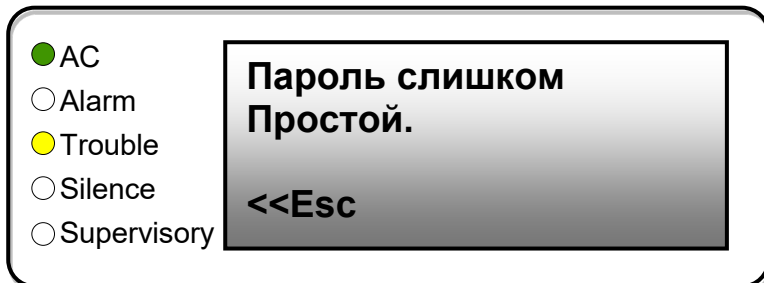 AC
Alarm
Trouble
Silence
Supervisory
Пароль слишком
Простой.
<<Esc